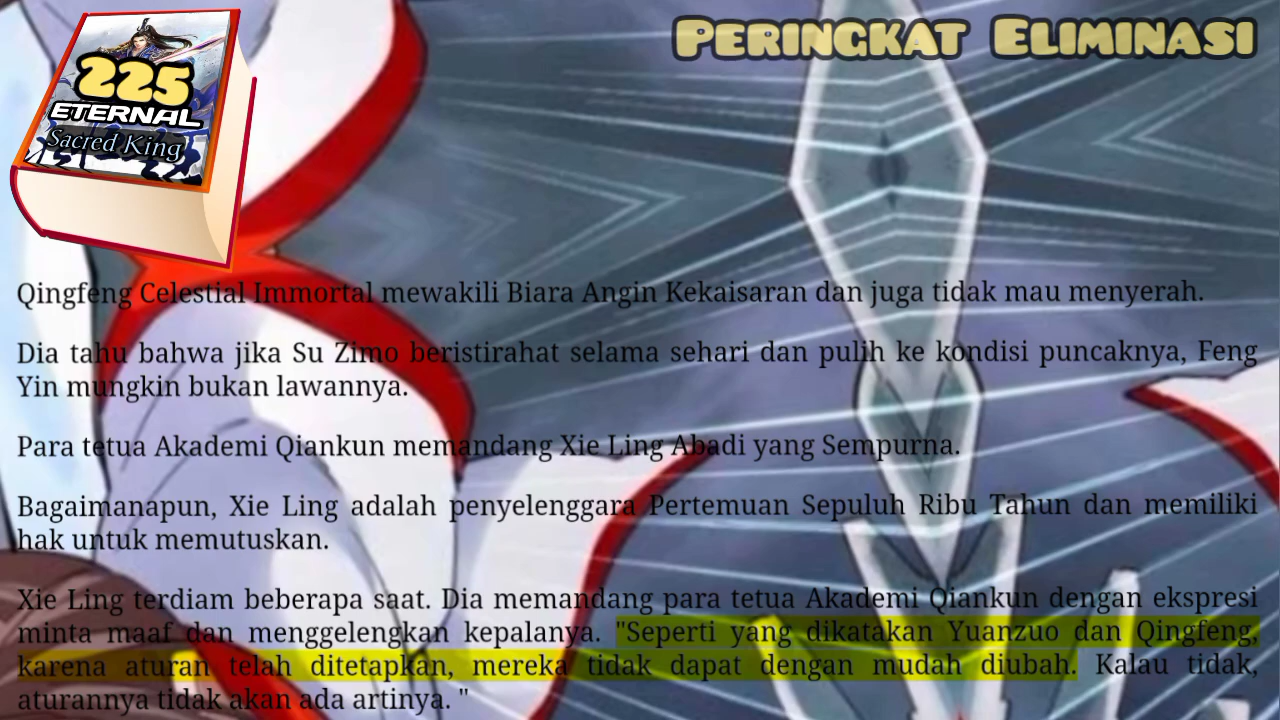 PERINGKAT ELIMINASI
225
ETERNAL
Sacred King
Qingfeng Celestial Immortal mewakili Biara Angin Kekaisaran dan juga tidak mau menyerah.
Dia tahu bahwa jika Su Zimo beristirahat selama sehari dan pulih ke kondisi puncaknya, Feng
Yin mungkin bukan lawannya.
Para tetua Akademi Qiankun memandang Xie Ling Abadi yang Sempurna.
Bagaimanapun, Xie Ling adalah penyelenggara Pertemuan Sepuluh Ribu Tahun dan memiliki
hak untuk memutuskan.
Xie Ling terdiam beberapa saat. Dia memandang para tetua Akademi Qiankun dengan ekspresi
minta maaf dan menggelengkan kepalanya. "Seperti yang dikatakan Yuanzuo dan Qingfeng,
karena aturan telah ditetapkan, mereka tidak dapat dengan mudah diubah. Kalau tidak,
aturannya tidak akan ada artinya. "